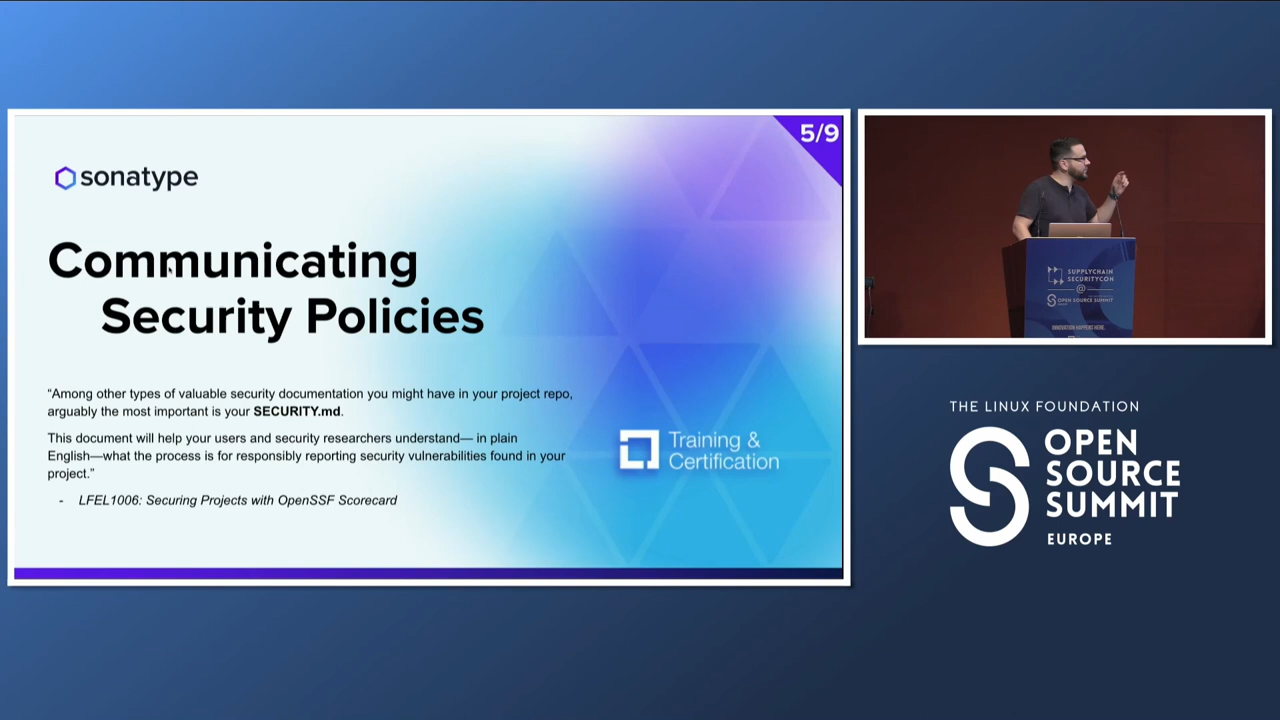 5/9
sonatype
Communicating
Security Policies
“Among other types of valuable security documentation you might have in your project repo,
arguably the most important is your SECURITY.md.
This document will help your users and security researchers understand— in plain
English—what the process is for responsibly reporting security vulnerabilities found in your
project.”
- LFEL1006: Securing Projects with OpenSSF Scorecard
Training &
Certification
SUPPLYCHAIN
SECURITYCON
@
OPEN SOURCE SUMMIT
INNOVATION HAPPENS HERE.
THE LINUX FOUNDATION
OPEN
SOURCE
SUMMIT
EUROPE